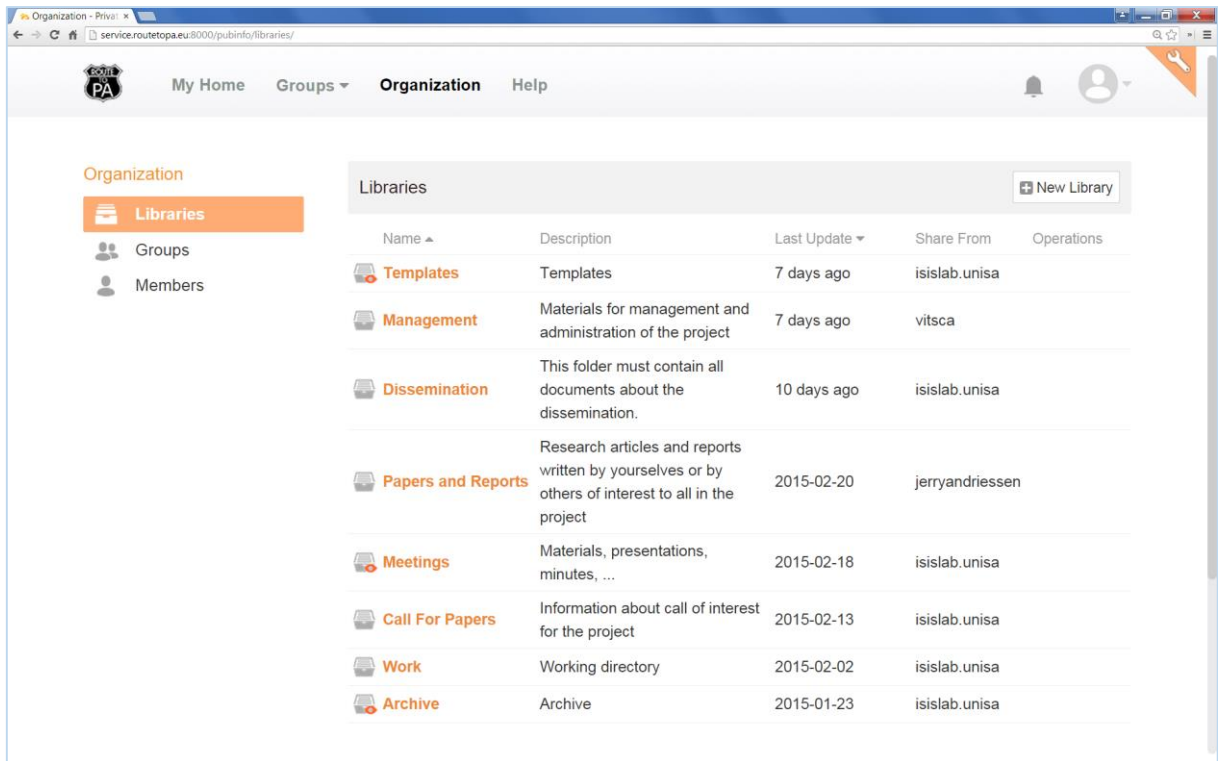 Organization - Privat
service.routetopa.eu:8000/pubinfo/libraries/
ROUTE TO PA
My Home Groups Organization Help
Organization
Libraries
Groups
Members
Libraries
New Library
Name Description Last Update Share From Operations
Templates Templates 7 days ago isislab.unisa
Management Materials for management and administration of the project 7 days ago vitsca
Dissemination This folder must contain all documents about the dissemination. 10 days ago isislab.unisa
Papers and Reports Research articles and reports written by yourselves or by others of interest to all in the project 2015-02-20 jerryandriessen
Meetings Materials, presentations, minutes, ... 2015-02-18 isislab.unisa
Call For Papers Information about call of interest for the project 2015-02-13 isislab.unisa
Work Working directory 2015-02-02 isislab.unisa
Archive Archive 2015-01-23 isislab.unisa